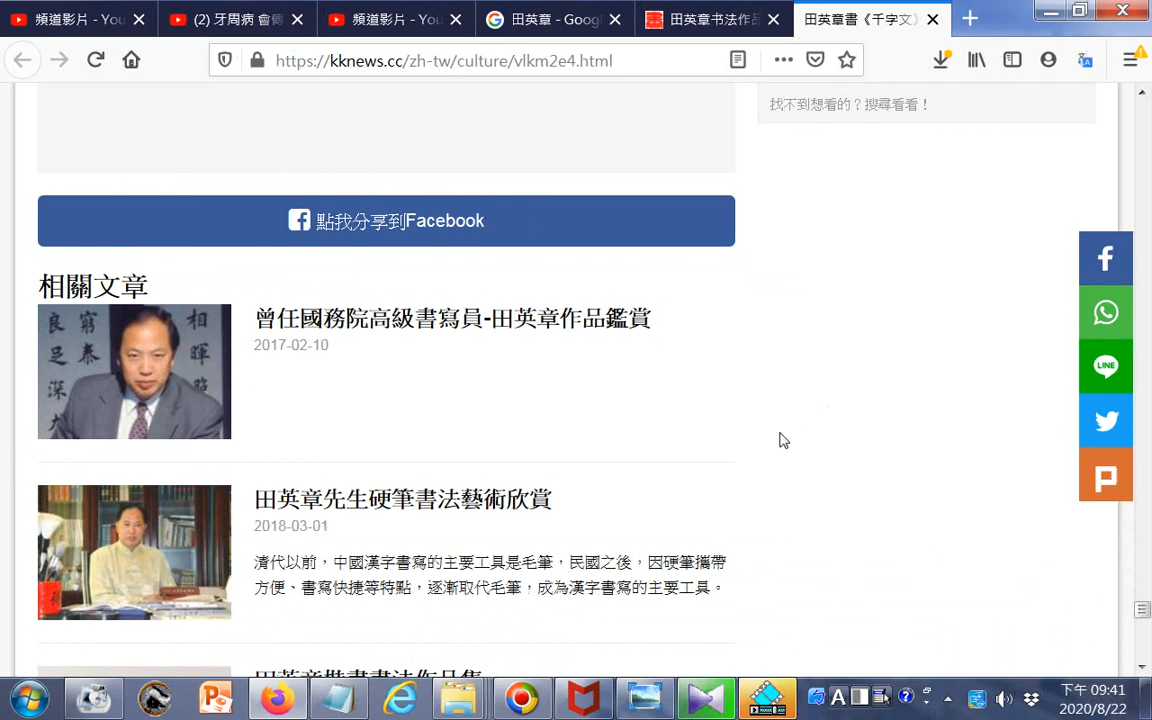 頻道影片 - You
(2) 牙周病 會傳
頻道影片 - You
田英章 - Goog
田英章书法作品
田英章書《千字文》
https://kknews.cc/zh-tw/culture/vlkm2e4.html
找不到想看的？搜尋看看！
點我分享到Facebook
相關文章
曾任國務院高級書寫員-田英章作品鑑賞
2017-02-10
田英章先生硬筆書法藝術欣賞
2018-03-01
清代以前，中國漢字書寫的主要工具是毛筆，民國之後，因硬筆攜帶
方便、書寫快捷等特點，逐漸取代毛筆，成為漢字書寫的主要工具。
LINE
下午 09:41
2020/8/22